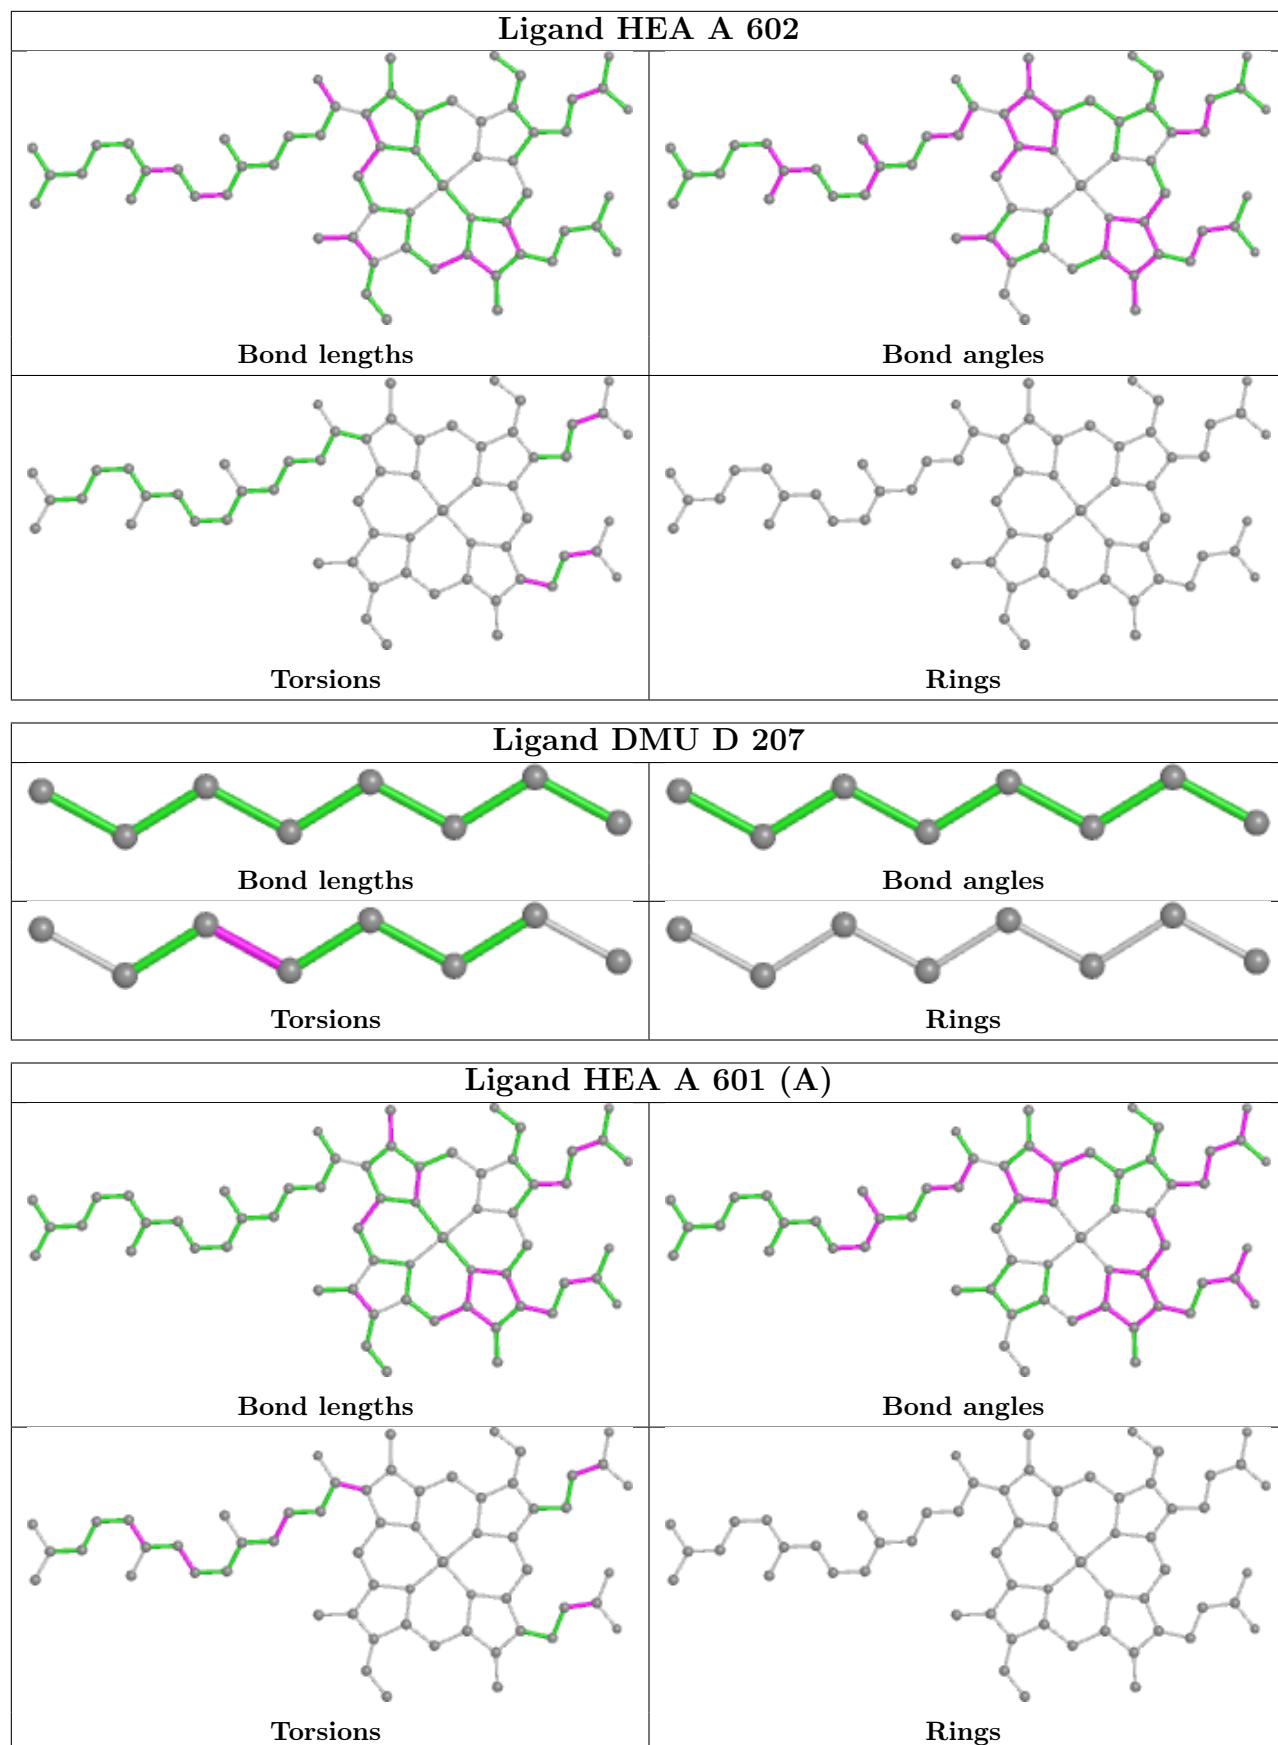 Ligand HEA A 602
Bond lengths
Bond angles
Torsions
Rings
Ligand DMU D 207
Bond lengths
Bond angles
Torsions
Rings
Ligand HEA A 601 (A)
Bond lengths
Bond angles
Torsions
Rings